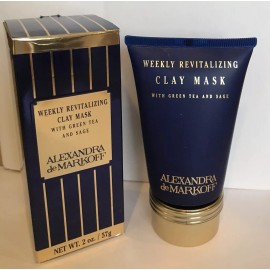 WEEKLY REVITALIZING
CLAY MASK
WITH GREEN TEA
AND SAGE
ALEXANDRA
de MARKOFF
NET WT. 2 oz. / 57g
WEEKLY REVITALIZING
CLAY MASK
WITH GREEN TEA AND SAGE
ALEXANDRA
de MARKOFF